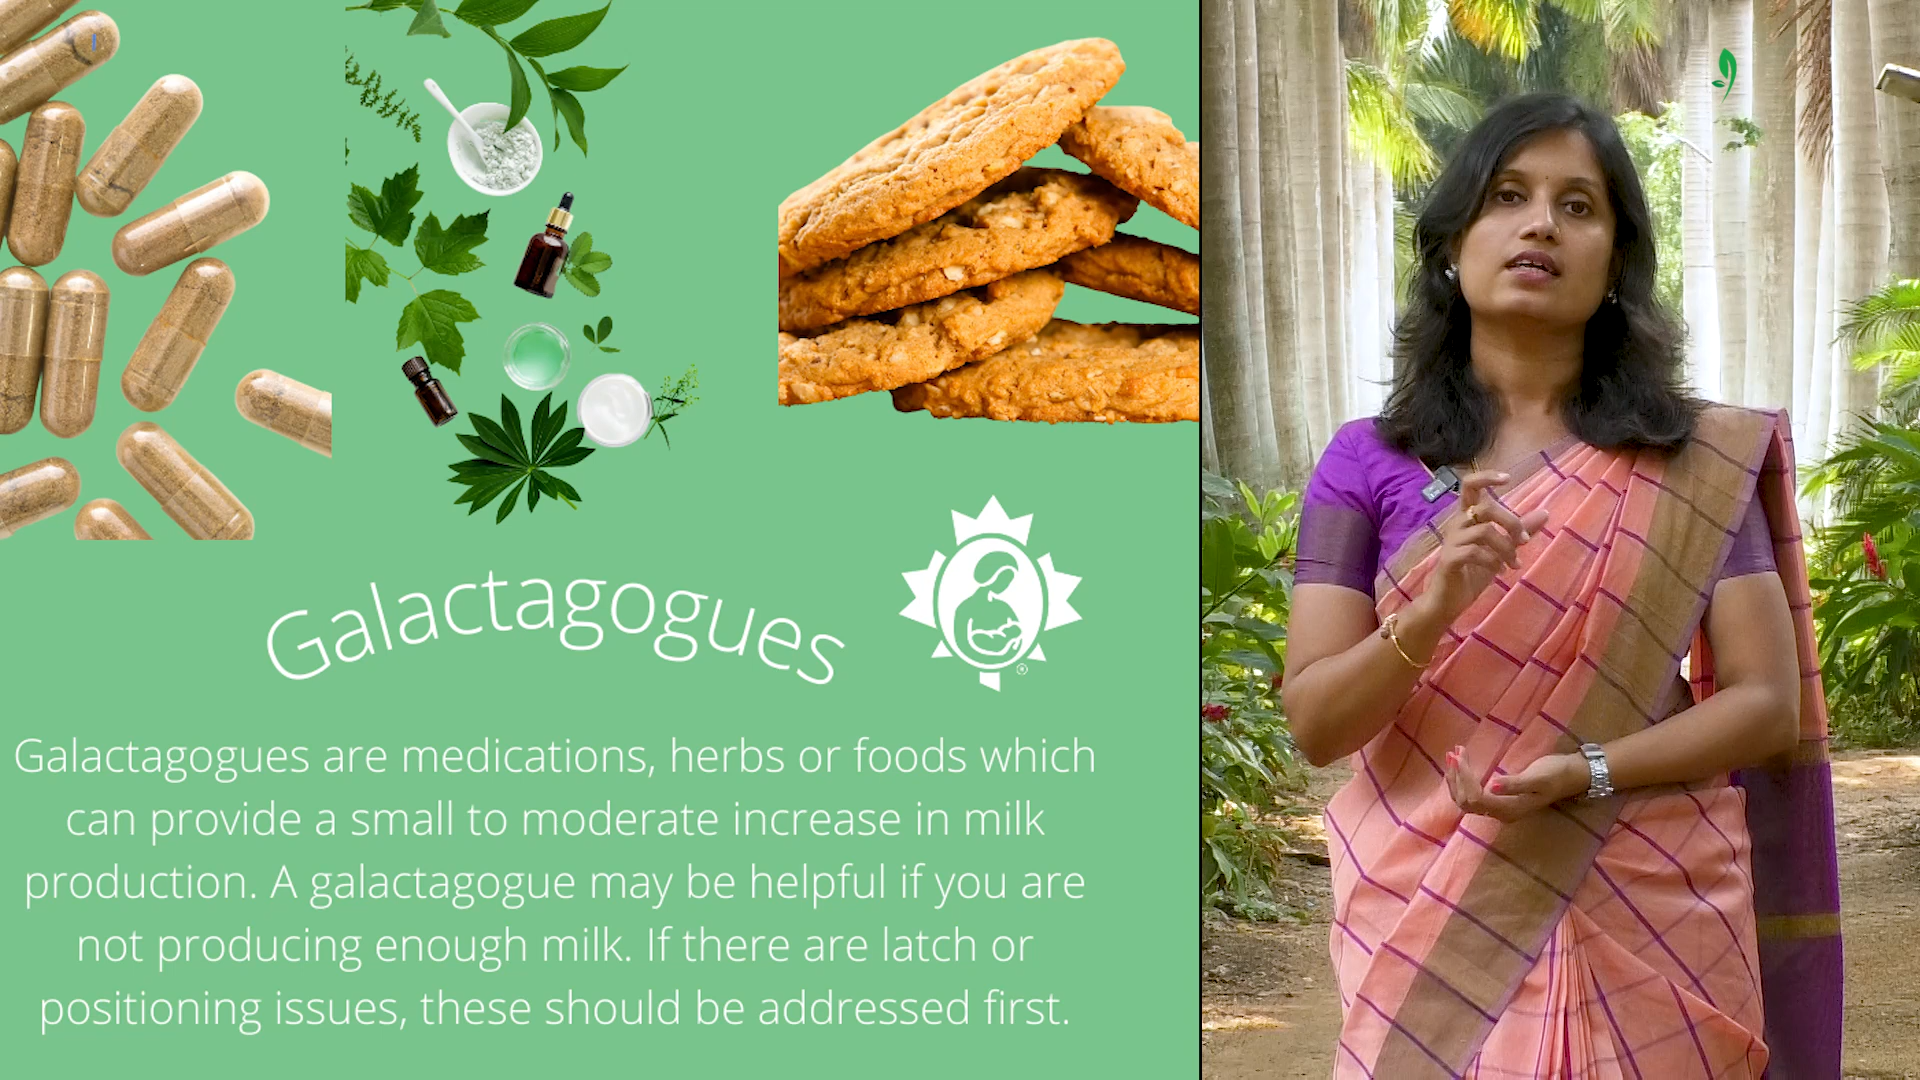 Galactagogues
®
Galactagogues are medications, herbs or foods which
can provide a small to moderate increase in milk
production. A galactagogue may be helpful if you are
not producing enough milk. If there are latch or
positioning issues, these should be addressed first.